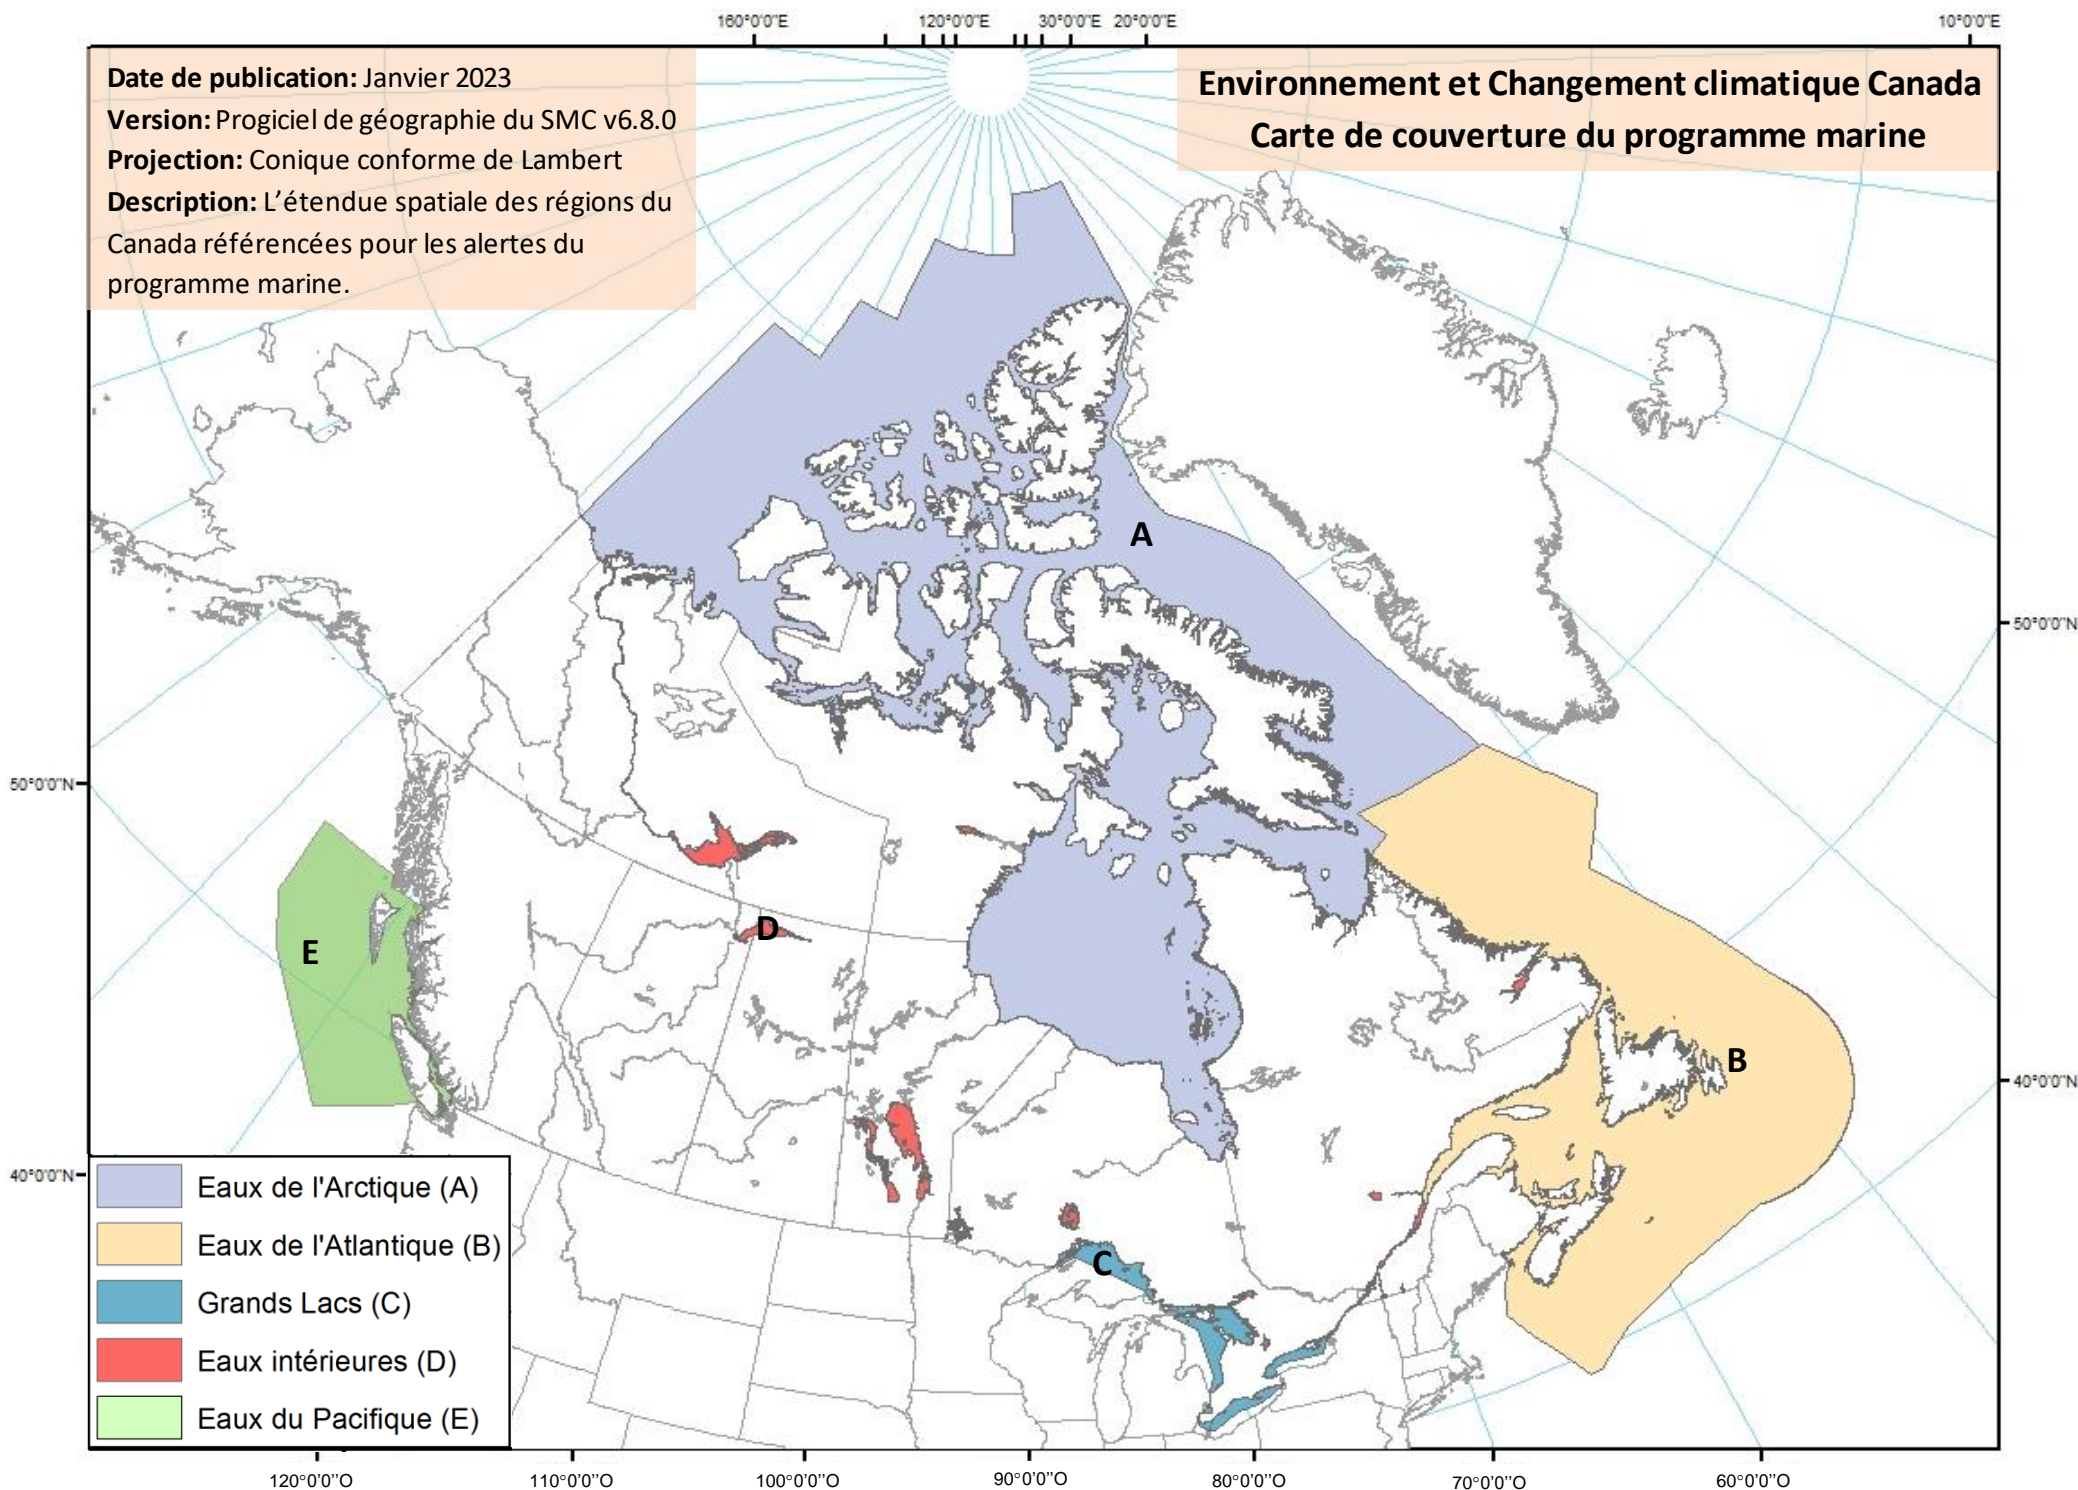 160°0'0"E 120°0'0"E 30°0'0"E 20°0'0"E 10°0'0"E
Date de publication: Janvier 2023
Version: Progiciel de géographie du SMC v6.8.0
Projection: Conique conforme de Lambert
Description: L’étendue spatiale des régions du
Canada référencées pour les alertes du
programme marine.
Environnement et Changement climatique Canada
Carte de couverture du programme marine
A
50°0'0"N
50°0'0"N
D
E
B
40°0'0"N
40°0'0"N
C
Eaux de l'Arctique (A)
Eaux de l'Atlantique (B)
Grands Lacs (C)
Eaux intérieures (D)
Eaux du Pacifique (E)
120°0'0"O 110°0'0"O 100°0'0"O 90°0'0"O 80°0'0"O 70°0'0"O 60°0'0"O